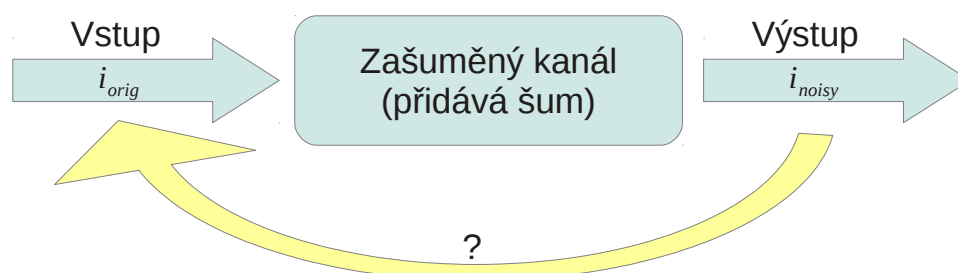 Vstup
i_orig
Zašuměný kanál
(přidává šum)
Výstup
i_noisy
?